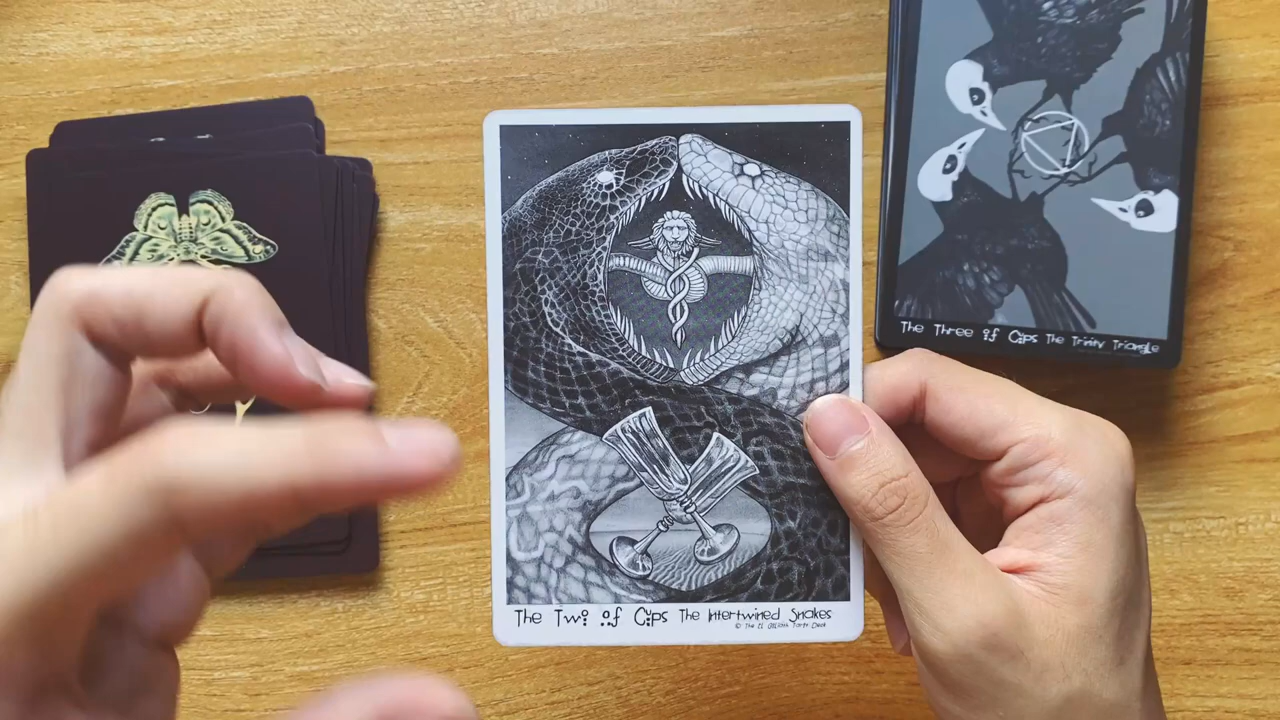 The Three of Cups The Trinity Triangle
The Two of Cups The Intertwined Snakes